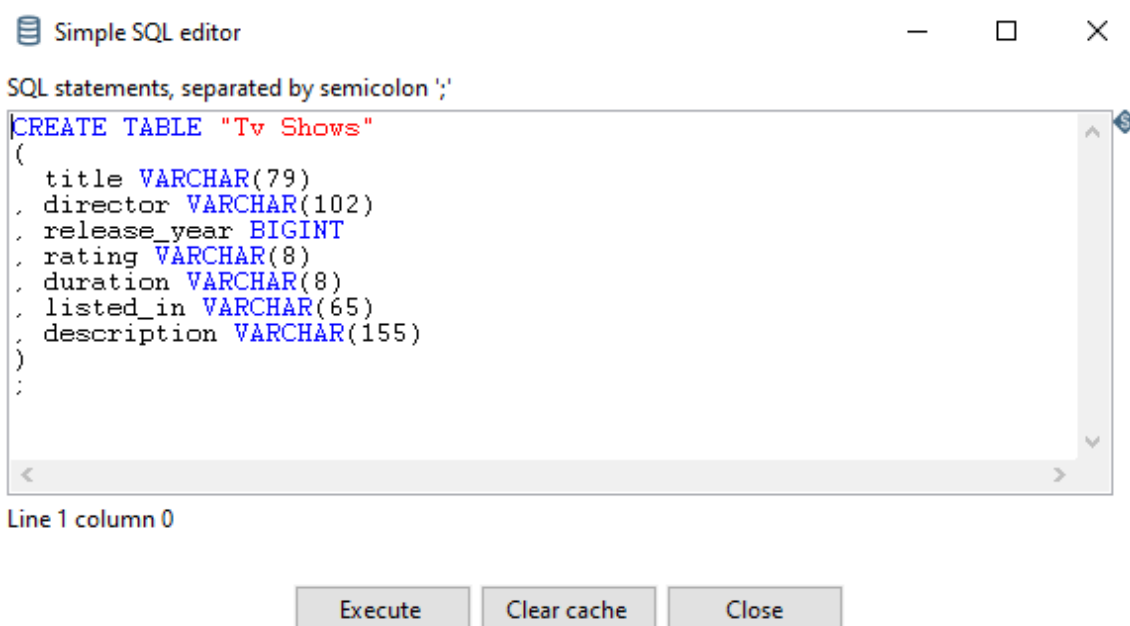 Simple SQL editor
SQL statements, separated by semicolon ';'
CREATE TABLE "Tv Shows"
(
  title VARCHAR(79)
, director VARCHAR(102)
, release_year BIGINT
, rating VARCHAR(8)
, duration VARCHAR(8)
, listed_in VARCHAR(65)
, description VARCHAR(155)
)
;
Line 1 column 0
Execute Clear cache Close